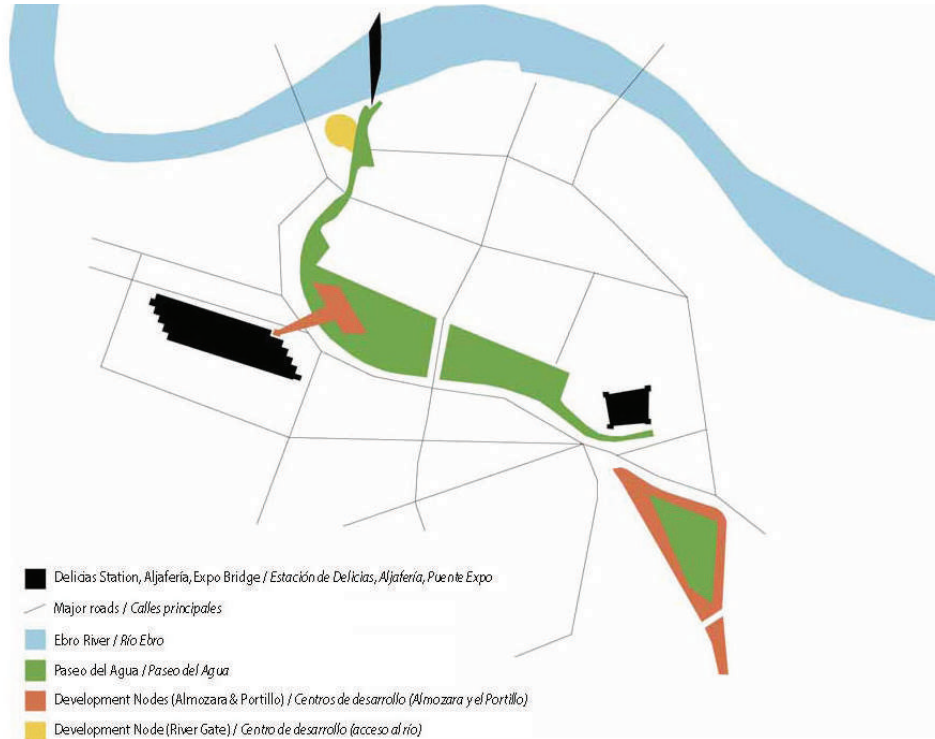 Delicias Station, Aljafería, Expo Bridge / Estación de Delicias, Aljafería, Puente Expo
Major roads / Calles principales
Ebro River / Río Ebro
Paseo del Agua / Paseo del Agua
Development Nodes (Almozara & Portillo) / Centros de desarrollo (Almozara y el Portillo)
Development Node (River Gate) / Centro de desarrollo (acceso al río)